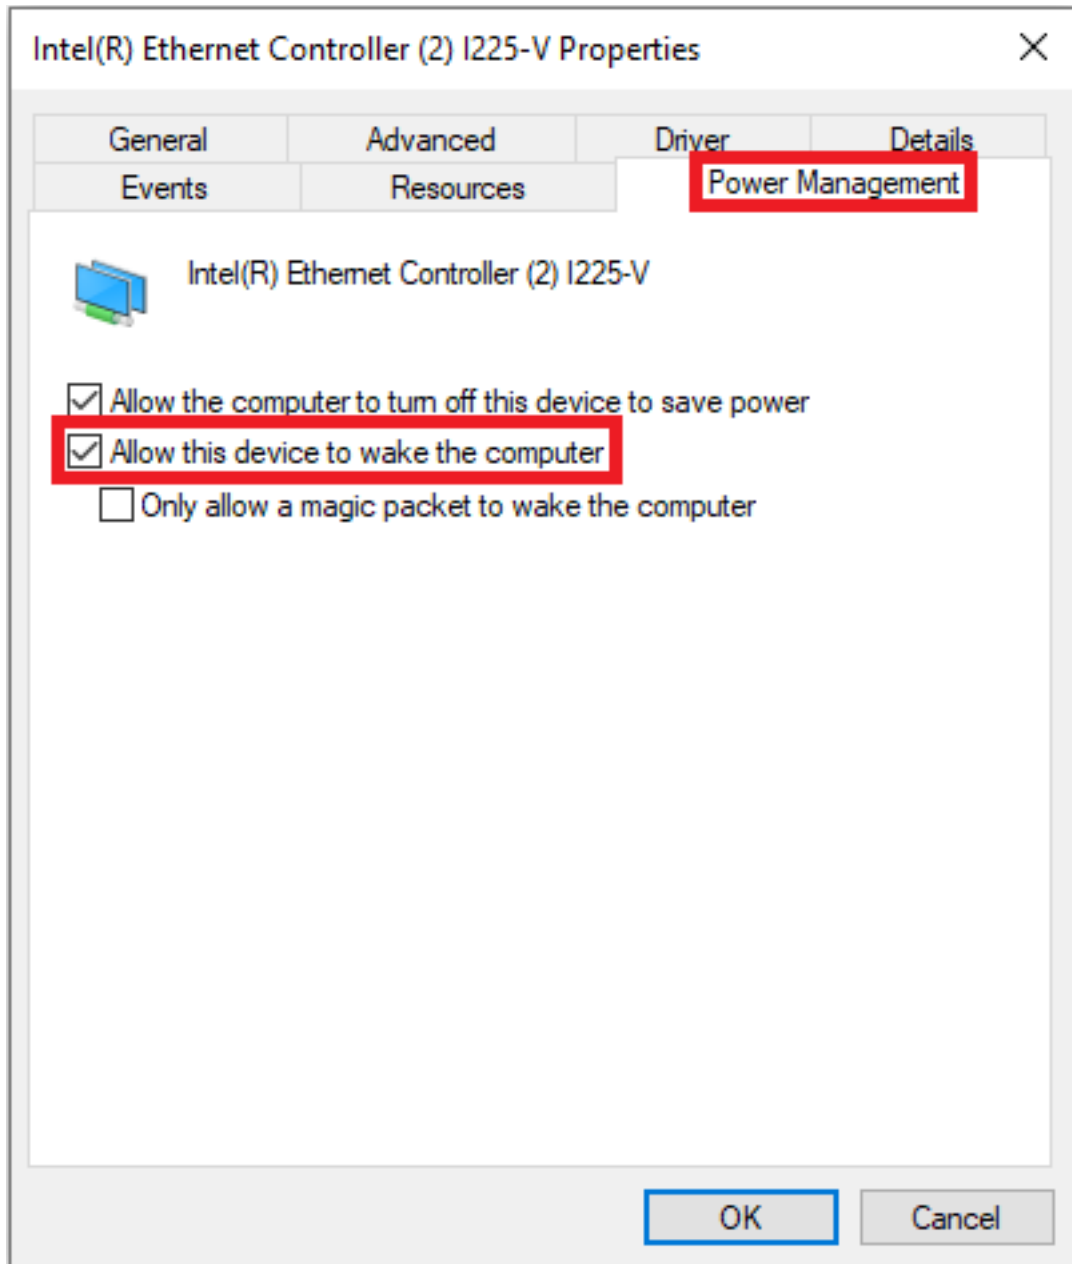 Intel(R) Ethernet Controller (2) I225-V Properties
General Advanced Driver Details
Events Resources Power Management
Intel(R) Ethernet Controller (2) I225-V
Allow the computer to turn off this device to save power
Allow this device to wake the computer
Only allow a magic packet to wake the computer
OK Cancel